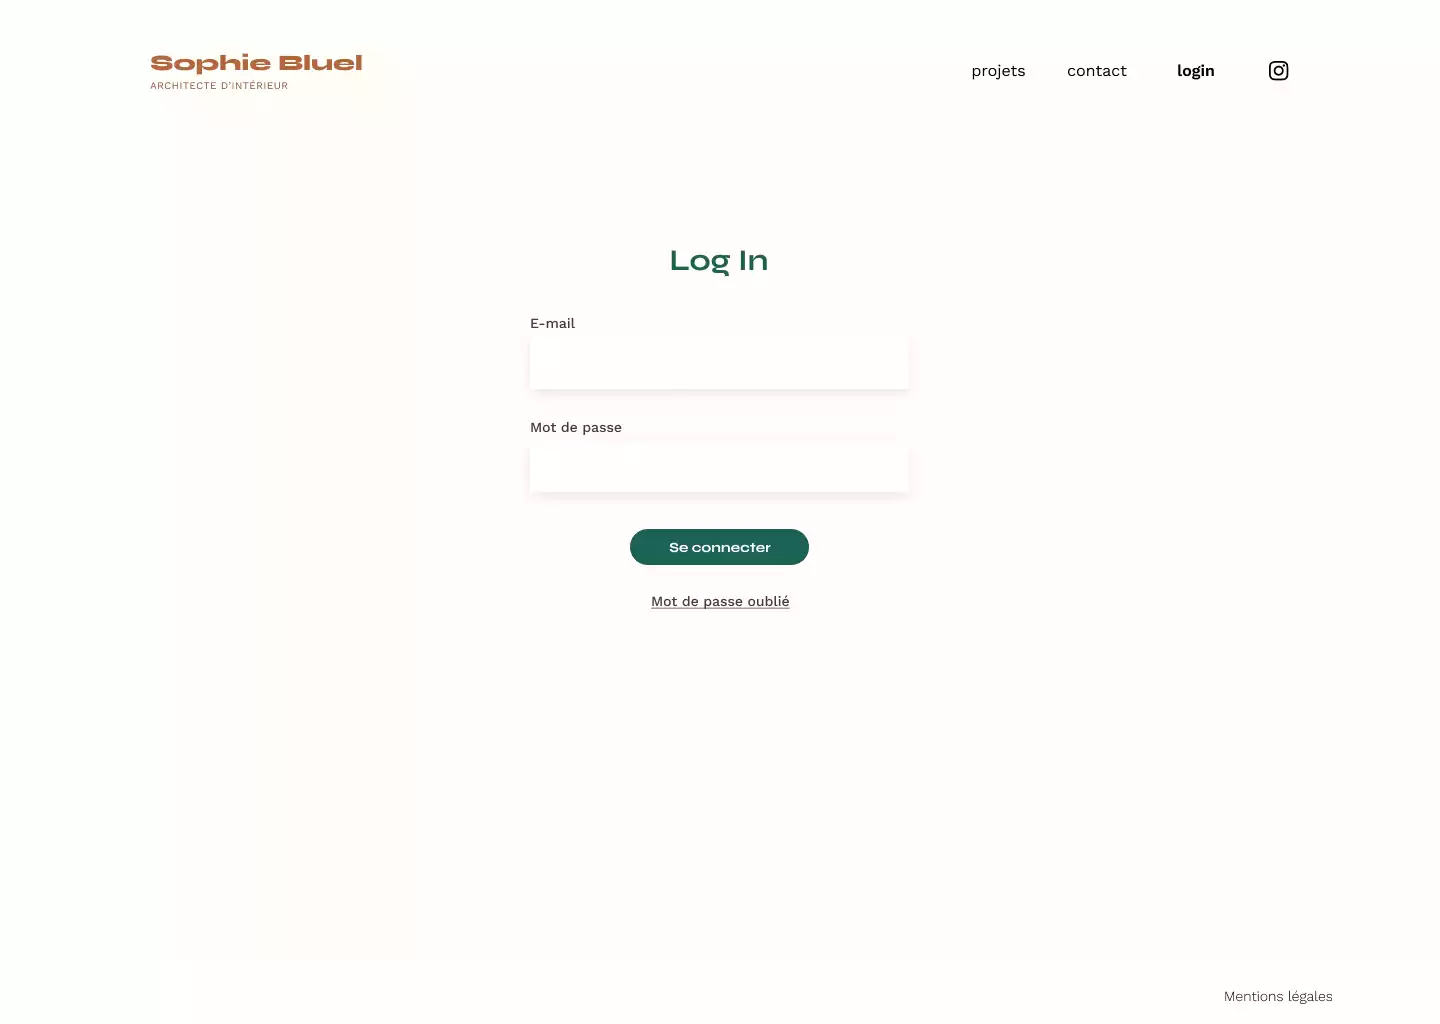 Sophie Bluel
ARCHITECTE D'INTÉRIEUR
projets contact login
Log In
E-mail
Mot de passe
Se connecter
Mot de passe oublié
Mentions légales